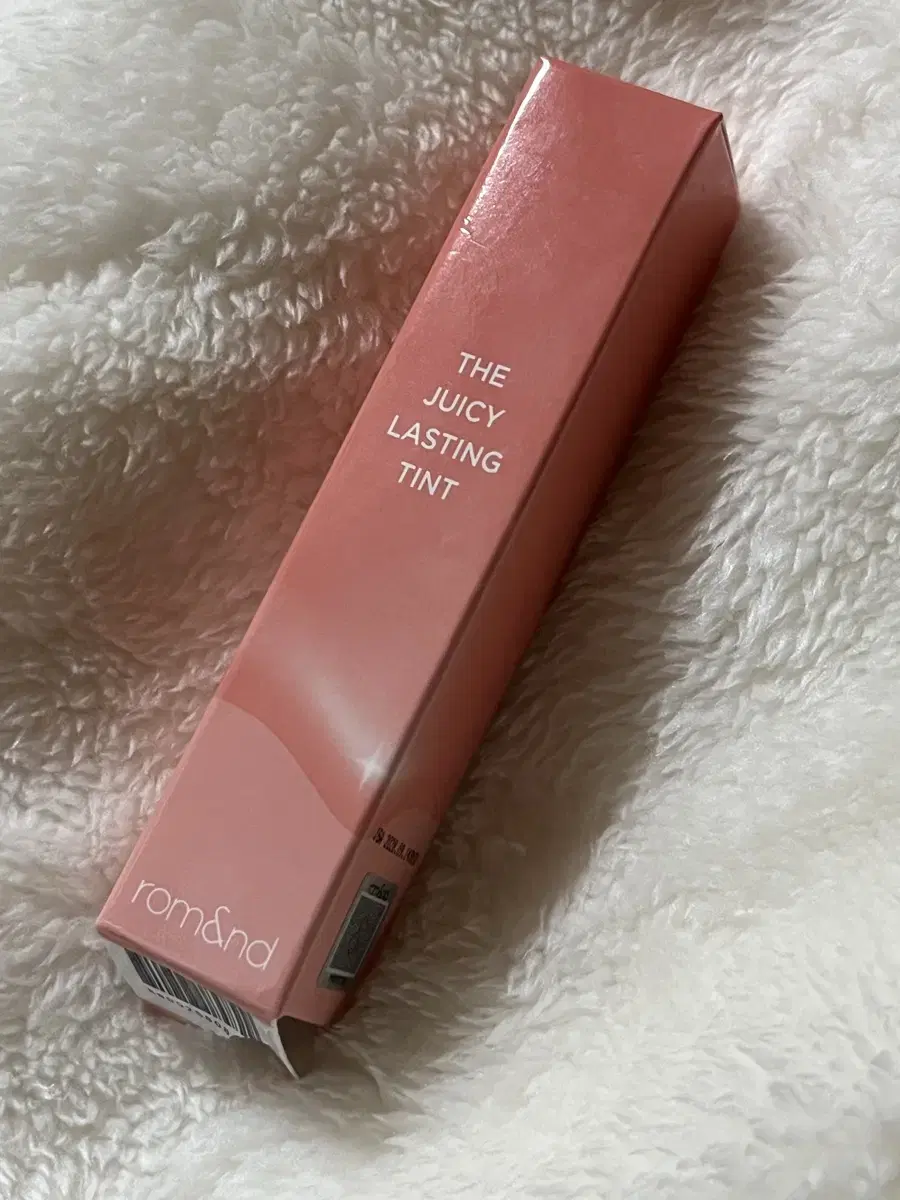 THE
JUICY
LASTING
TINT
rom&nd